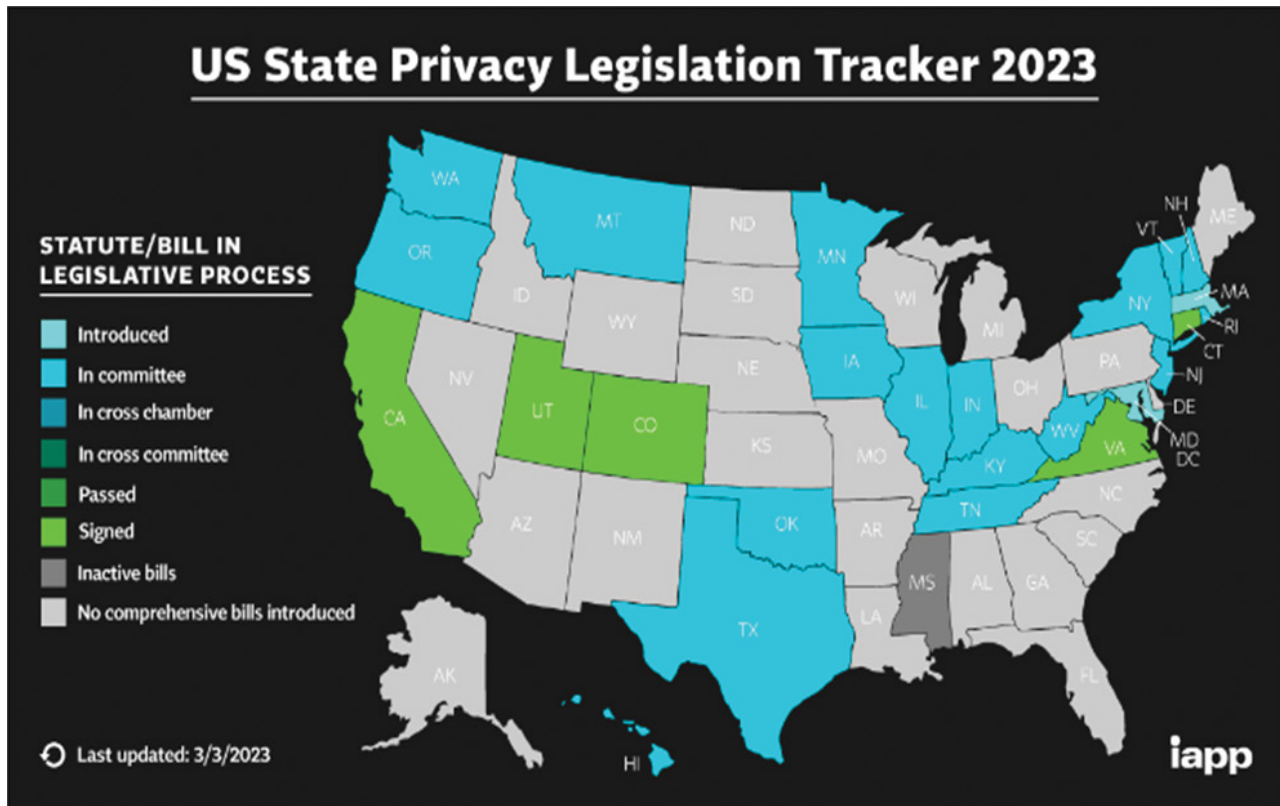 US State Privacy Legislation Tracker 2023
STATUTE/BILL IN
LEGISLATIVE PROCESS
Introduced
In committee
In cross chamber
In cross committee
Passed
Signed
Inactive bills
No comprehensive bills introduced
Last updated: 3/3/2023
WA
MT
ND
MN
OR
ID
SD
WY
WI
MI
NH
VT
ME
NY
MA
RI
CT
NV
NE
IA
PA
NJ
CA
UT
CO
IL
IN
OH
DE
MD
DC
KS
MO
WV
VA
KY
AZ
NM
OK
AR
TN
NC
SC
TX
LA
MS
AL
GA
FL
AK
HI
iapp